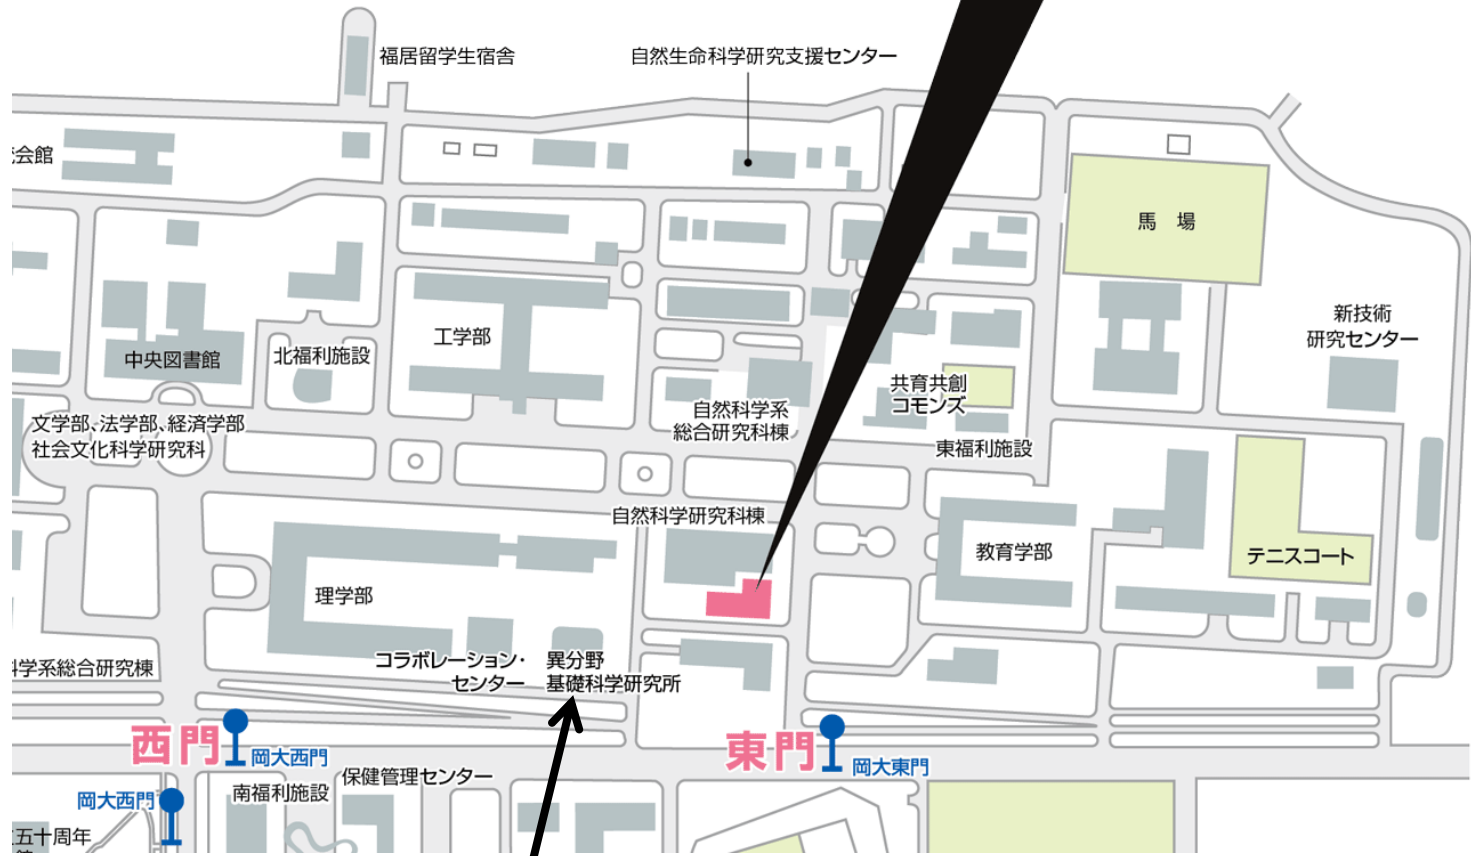 福居留学生宿舎
自然生命科学研究支援センター
会館
馬 場
新技術
研究センター
工学部
中央図書館
北福利施設
共育共創
コモンズ
自然科学系
総合研究科棟
文学部、法学部、経済学部
社会文化科学研究科
東福利施設
自然科学研究科棟
教育学部
テニスコート
理学部
コラボレーション・
センター
異分野
基礎科学研究所
科学系総合研究棟
西門
岡大西門
東門
岡大東門
保健管理センター
南福利施設
岡大西門
五十周年